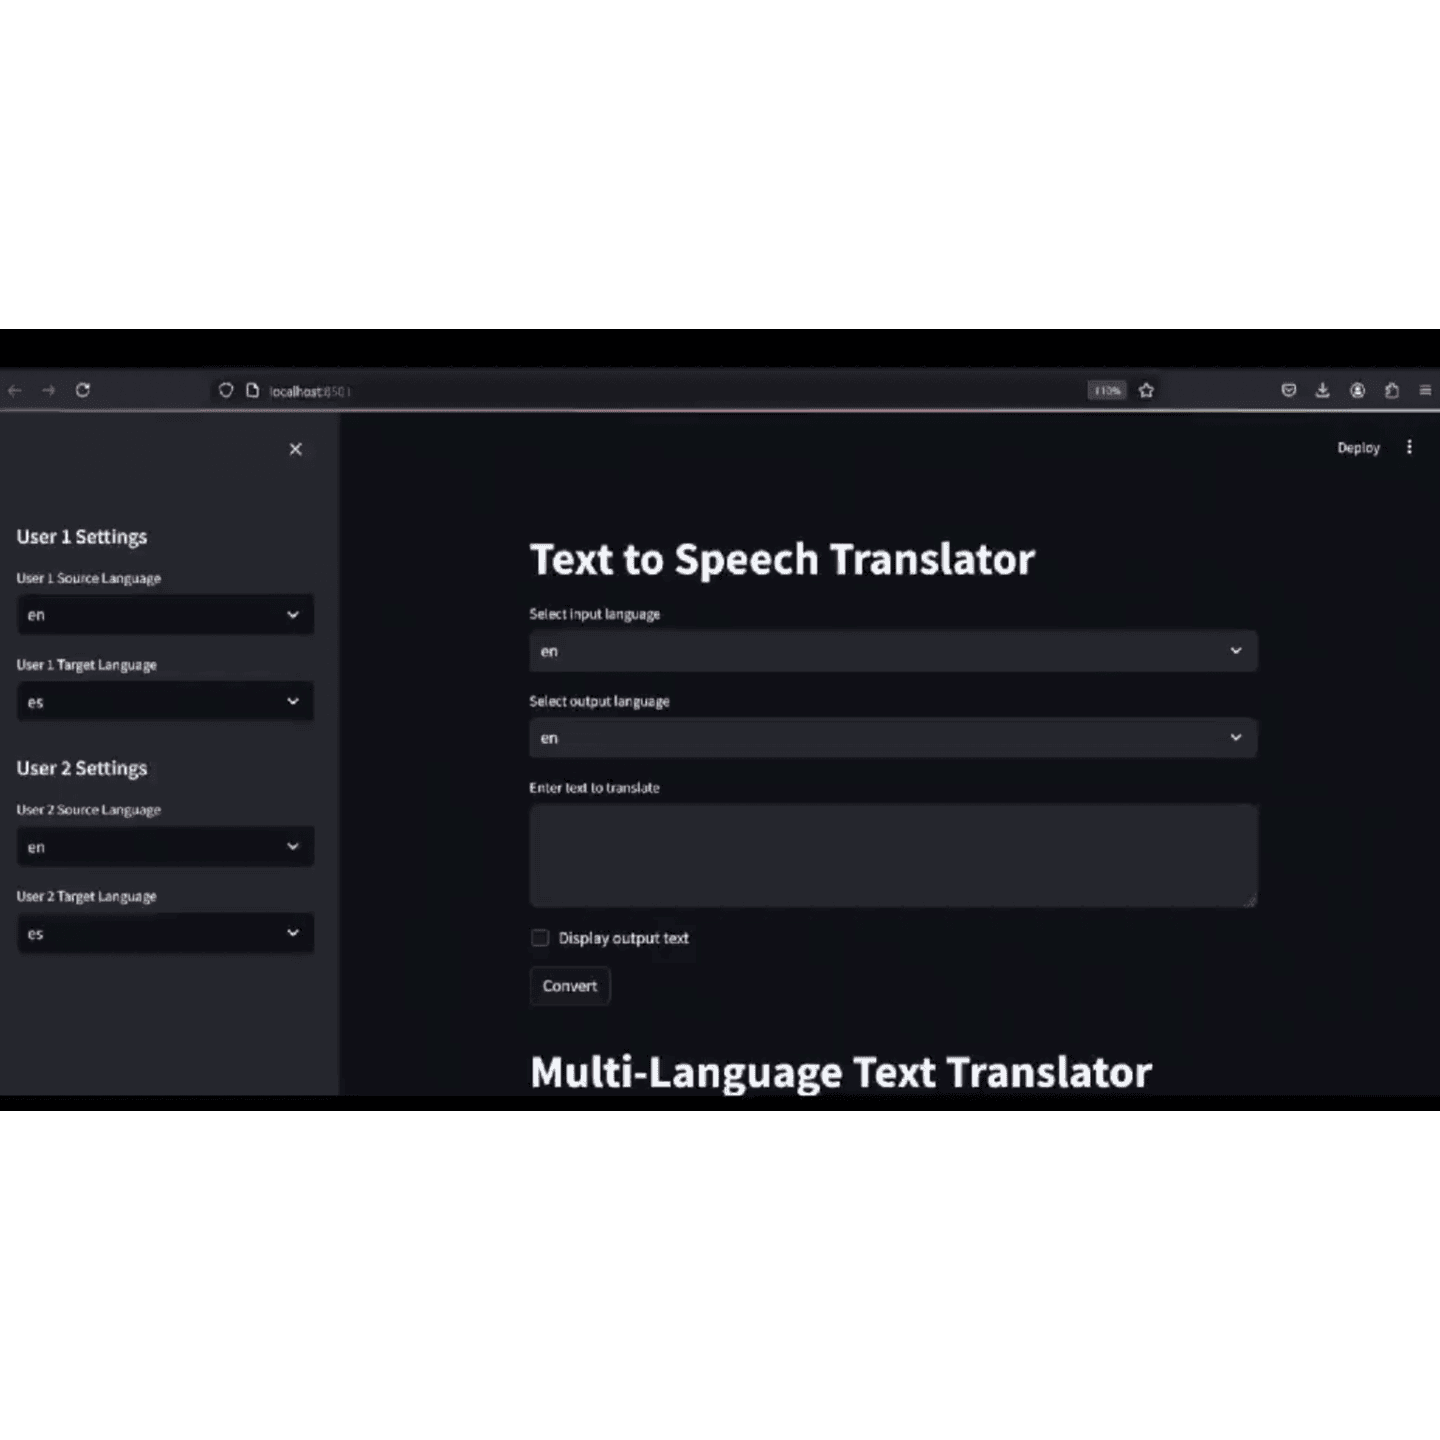 localhost:8501
110%
Deploy
User 1 Settings
User 1 Source Language
en
User 1 Target Language
es
User 2 Settings
User 2 Source Language
en
User 2 Target Language
es
Text to Speech Translator
Select input language
en
Select output language
en
Enter text to translate
Display output text
Convert
Multi-Language Text Translator